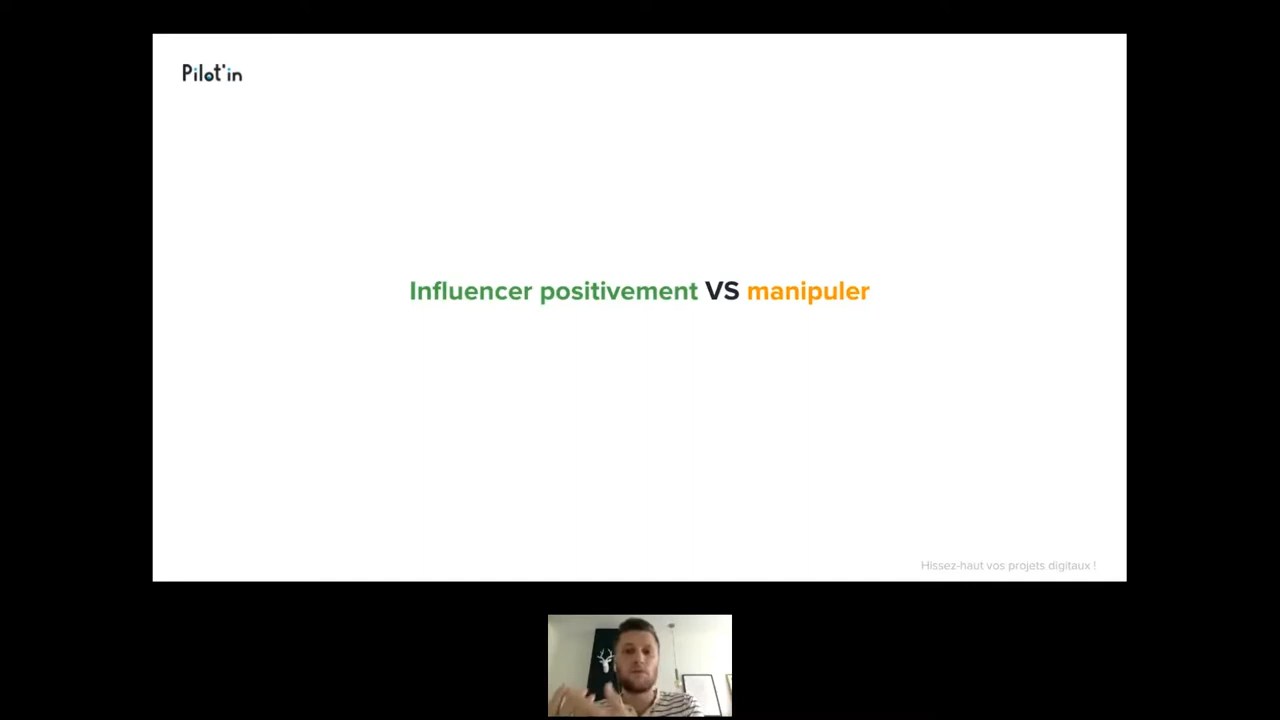 Pilot'in
Influencer positivement VS manipuler
Hissez-haut vos projets digitaux !